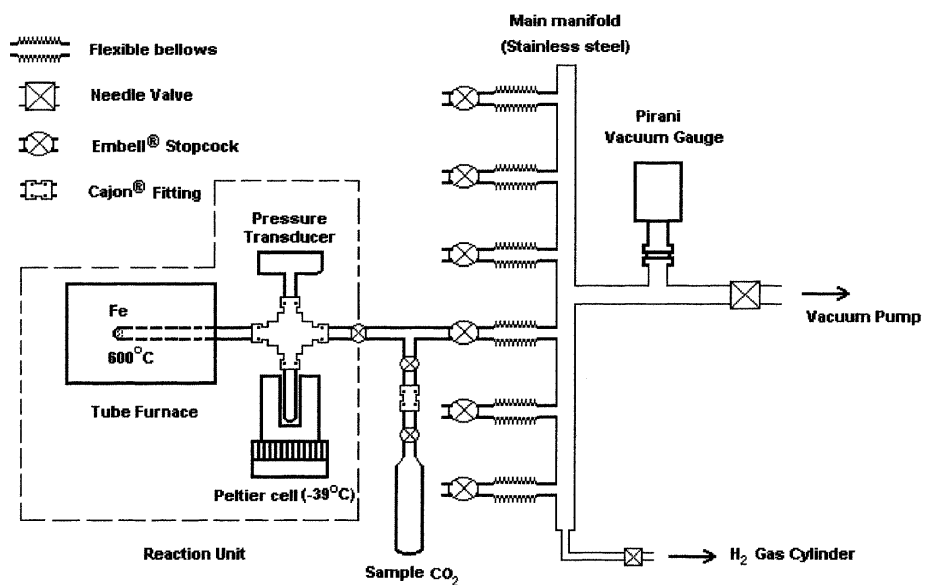 Main manifold
(Stainless steel)
Flexible bellows
Needle Valve
Embell® Stopcock
Cajon® Fitting
Pirani
Vacuum Gauge
Pressure
Transducer
Fe
600°C
Tube Furnace
Vacuum Pump
Peltier cell (-39°C)
Reaction Unit
Sample CO₂
H₂ Gas Cylinder